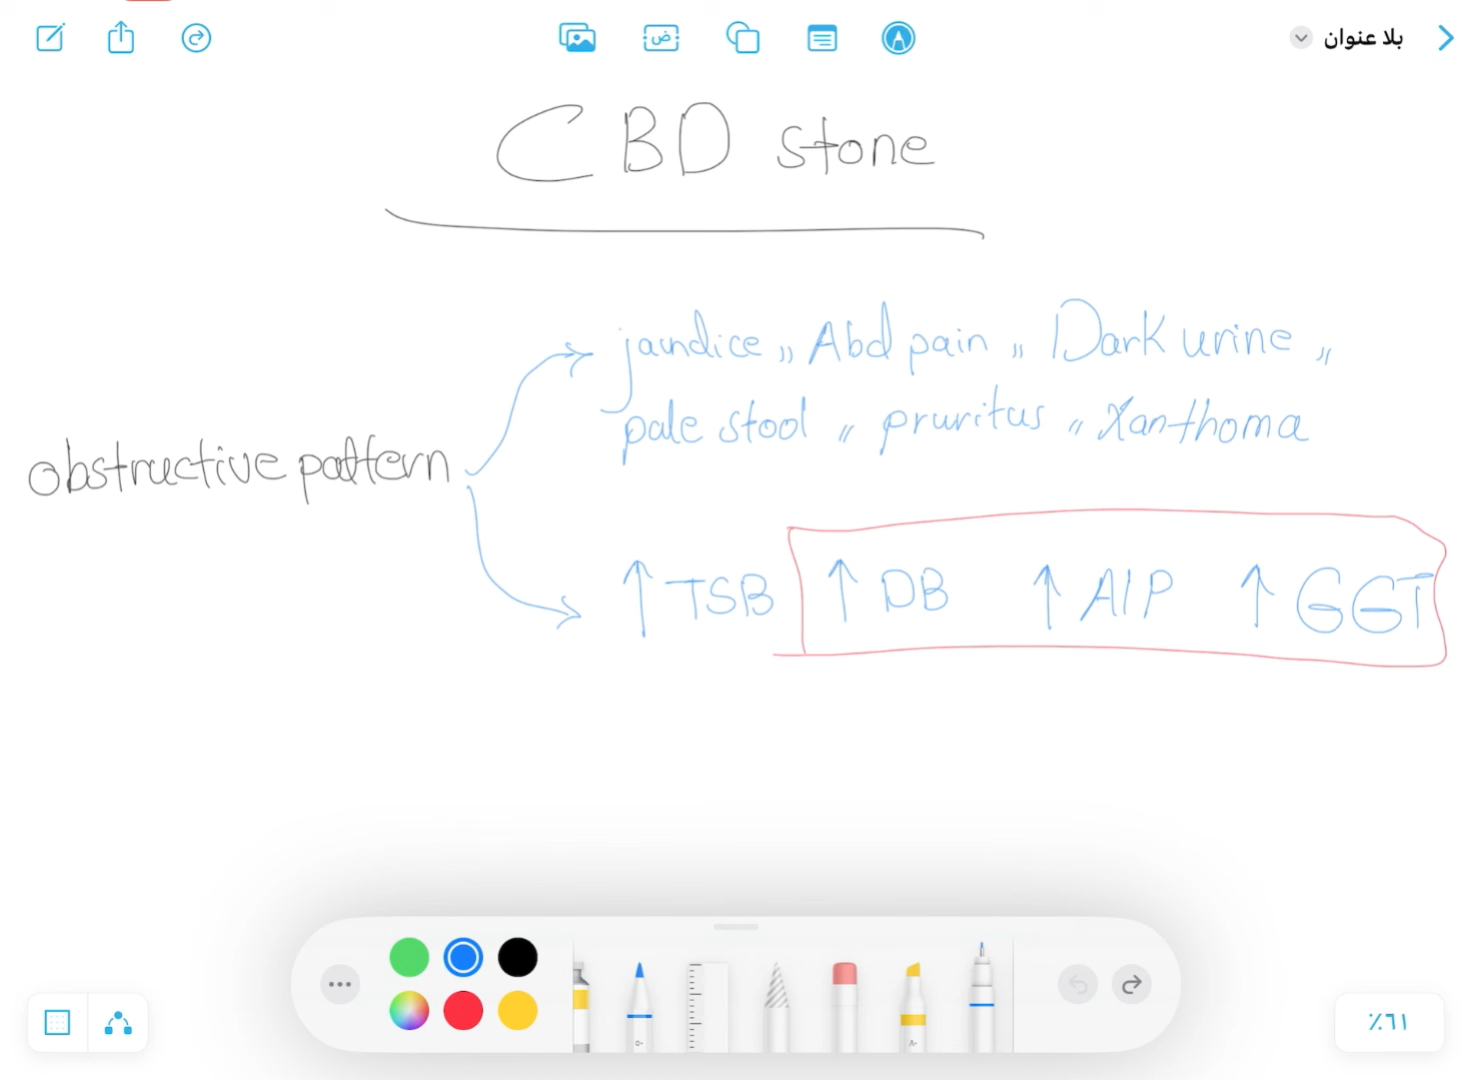 بلا عنوان
CBD stone
jaundice ,, Abd pain ,, Dark urine ,,
pale stool ,, pruritus ,, Xanthoma
obstructive pattern
↑ TSB ↑ DB ↑ AlP ↑ GGT
٪٦١